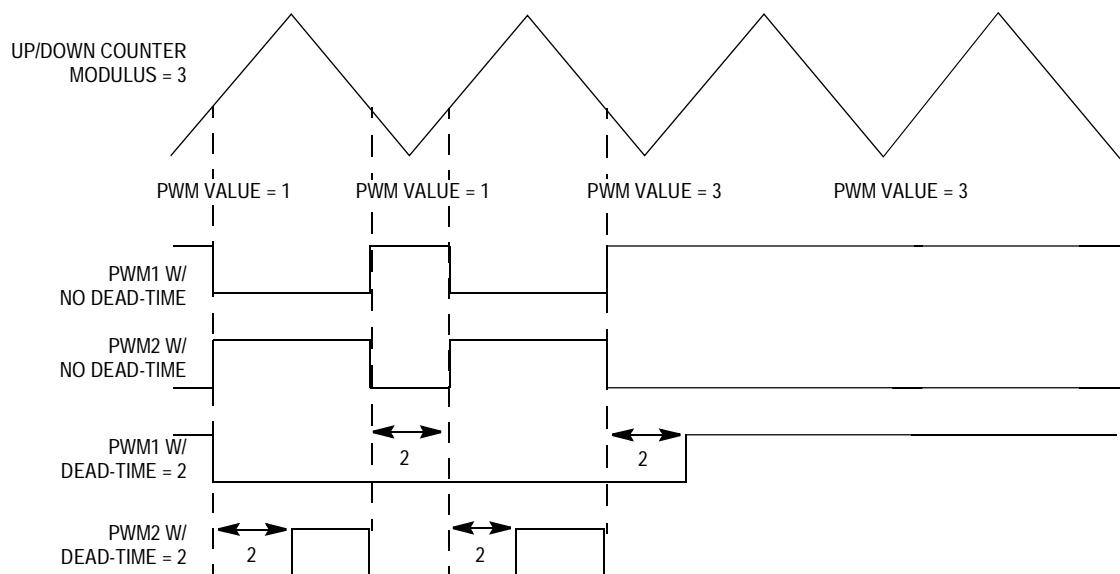 UP/DOWN COUNTER
MODULUS = 3
PWM VALUE = 1
PWM VALUE = 1
PWM VALUE = 3
PWM VALUE = 3
PWM1 W/
NO DEAD-TIME
PWM2 W/
NO DEAD-TIME
PWM1 W/
DEAD-TIME = 2
2
2
PWM2 W/
DEAD-TIME = 2
2
2